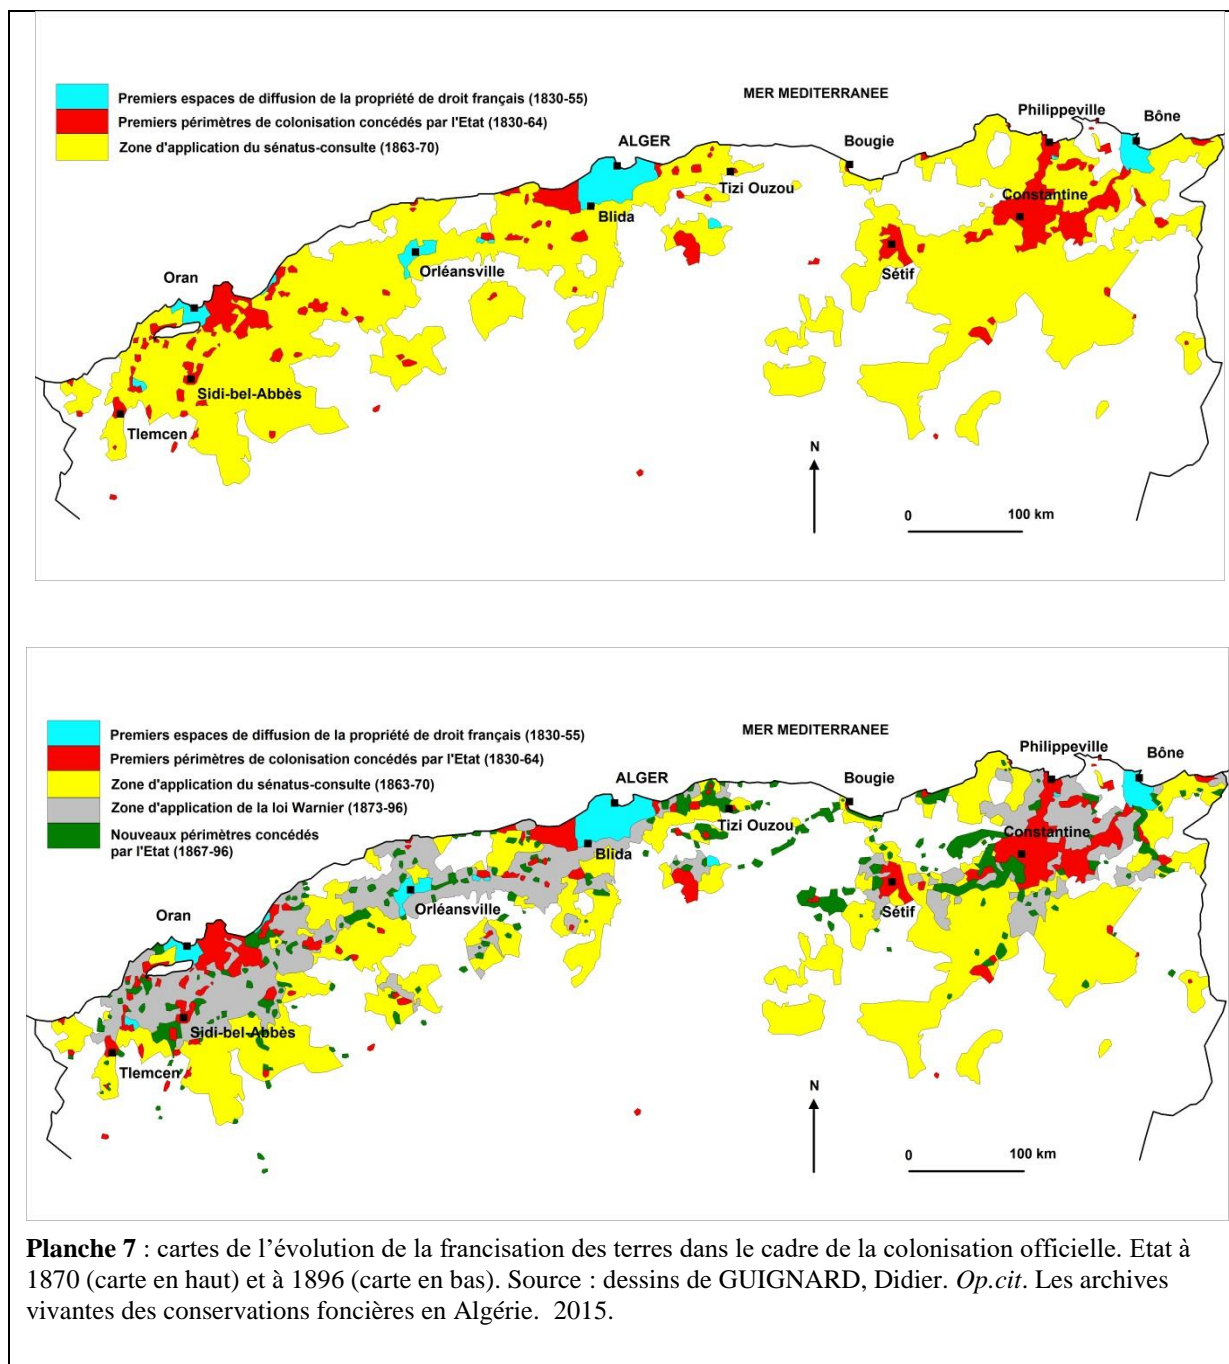 Premiers espaces de diffusion de la propriété de droit français (1830-55)
Premiers périmètres de colonisation concédés par l'Etat (1830-64)
Zone d'application du sénatus-consulte (1863-70)
MER MEDITERRANEE
Philippeville
Bône
ALGER
Bougie
Tizi Ouzou
Constantine
Blida
Sétif
Orléansville
Oran
Sidi-bel-Abbès
Tlemcen
N
0 100 km
Premiers espaces de diffusion de la propriété de droit français (1830-55)
Premiers périmètres de colonisation concédés par l'Etat (1830-64)
Zone d'application du sénatus-consulte (1863-70)
Zone d'application de la loi Warnier (1873-96)
Nouveaux périmètres concédés
par l'Etat (1867-96)
MER MEDITERRANEE
Philippeville
Bône
ALGER
Bougie
Tizi Ouzou
Constantine
Blida
Sétif
Orléansville
Oran
Sidi-bel-Abbès
Tlemcen
N
0 100 km
Planche 7 : cartes de l’évolution de la francisation des terres dans le cadre de la colonisation officielle. Etat à
1870 (carte en haut) et à 1896 (carte en bas). Source : dessins de GUIGNARD, Didier. Op.cit. Les archives
vivantes des conservations foncières en Algérie. 2015.